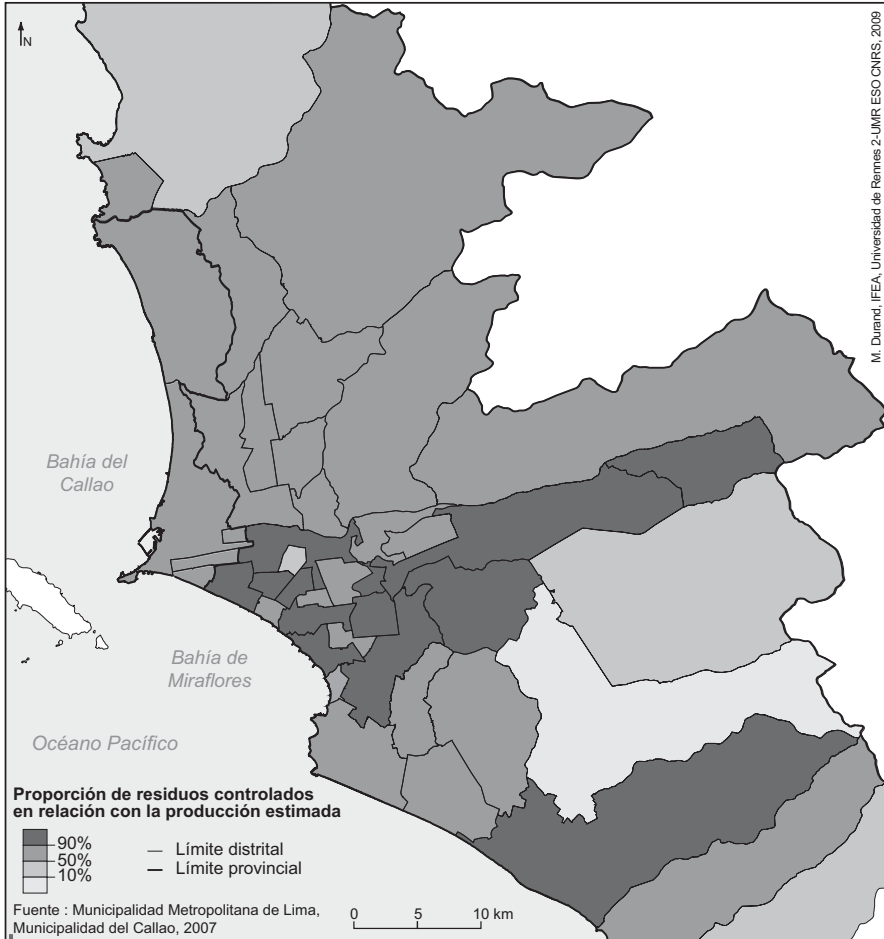 N
M. Durand, IFEA, Universidad de Rennes 2-UMR ESO CNRS, 2009
Bahía del
Callao
Bahía de
Miraflores
Océano Pacífico
Proporción de residuos controlados
en relación con la producción estimada
90%
50%
10%
Límite distrital
Límite provincial
Fuente : Municipalidad Metropolitana de Lima,
Municipalidad del Callao, 2007
0 5 10 km